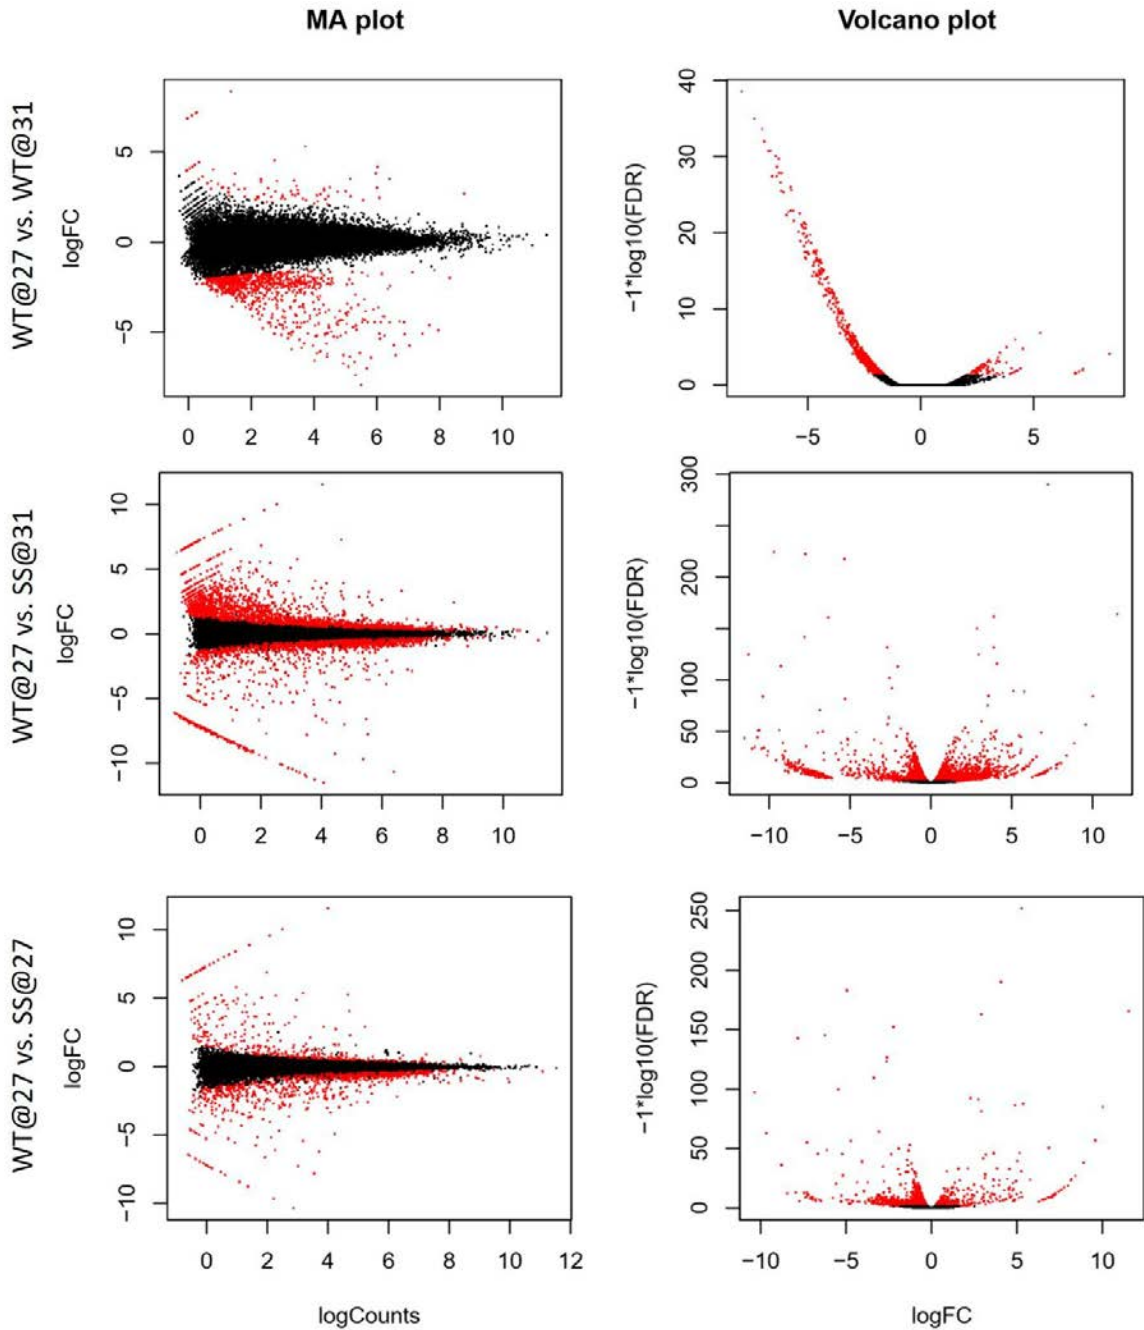 MA plot
Volcano plot
WT@27 vs. WT@31
logFC
5
0
−5
0 2 4 6 8 10
−1*log10(FDR)
40
30
20
10
0
−5 0 5
WT@27 vs. SS@31
logFC
10
5
0
−5
−10
0 2 4 6 8 10
−1*log10(FDR)
300
200
100
50
0
−10 −5 0 5 10
WT@27 vs. SS@27
logFC
10
5
0
−5
−10
0 2 4 6 8 10 12
logCounts
−1*log10(FDR)
250
200
150
100
50
0
−10 −5 0 5 10
logFC